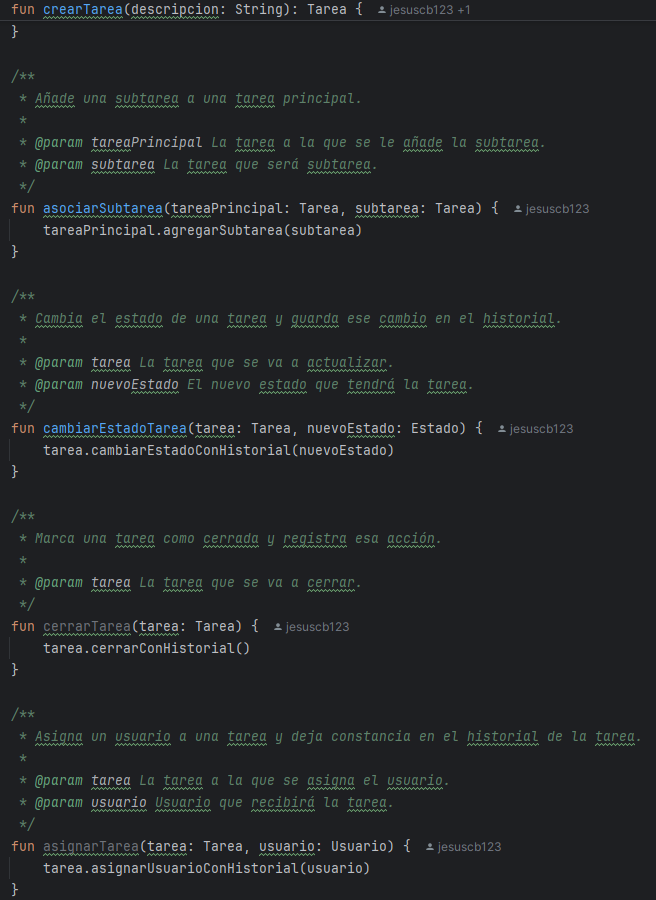 fun crearTarea(descripcion: String): Tarea { jesuscb123 +1
}
/**
* Añade una subtarea a una tarea principal.
*
* @param tareaPrincipal La tarea a la que se le añade la subtarea.
* @param subtarea La tarea que será subtarea.
*/
fun asociarSubtarea(tareaPrincipal: Tarea, subtarea: Tarea) { jesuscb123
tareaPrincipal.agregarSubtarea(subtarea)
}
/**
* Cambia el estado de una tarea y guarda ese cambio en el historial.
*
* @param tarea La tarea que se va a actualizar.
* @param nuevoEstado El nuevo estado que tendrá la tarea.
*/
fun cambiarEstadoTarea(tarea: Tarea, nuevoEstado: Estado) { jesuscb123
tarea.cambiarEstadoConHistorial(nuevoEstado)
}
/**
* Marca una tarea como cerrada y registra esa acción.
*
* @param tarea La tarea que se va a cerrar.
*/
fun cerrarTarea(tarea: Tarea) { jesuscb123
tarea.cerrarConHistorial()
}
/**
* Asigna un usuario a una tarea y deja constancia en el historial de la tarea.
*
* @param tarea La tarea a la que se asigna el usuario.
* @param usuario Usuario que recibirá la tarea.
*/
fun asignarTarea(tarea: Tarea, usuario: Usuario) { jesuscb123
tarea.asignarUsuarioConHistorial(usuario)
}